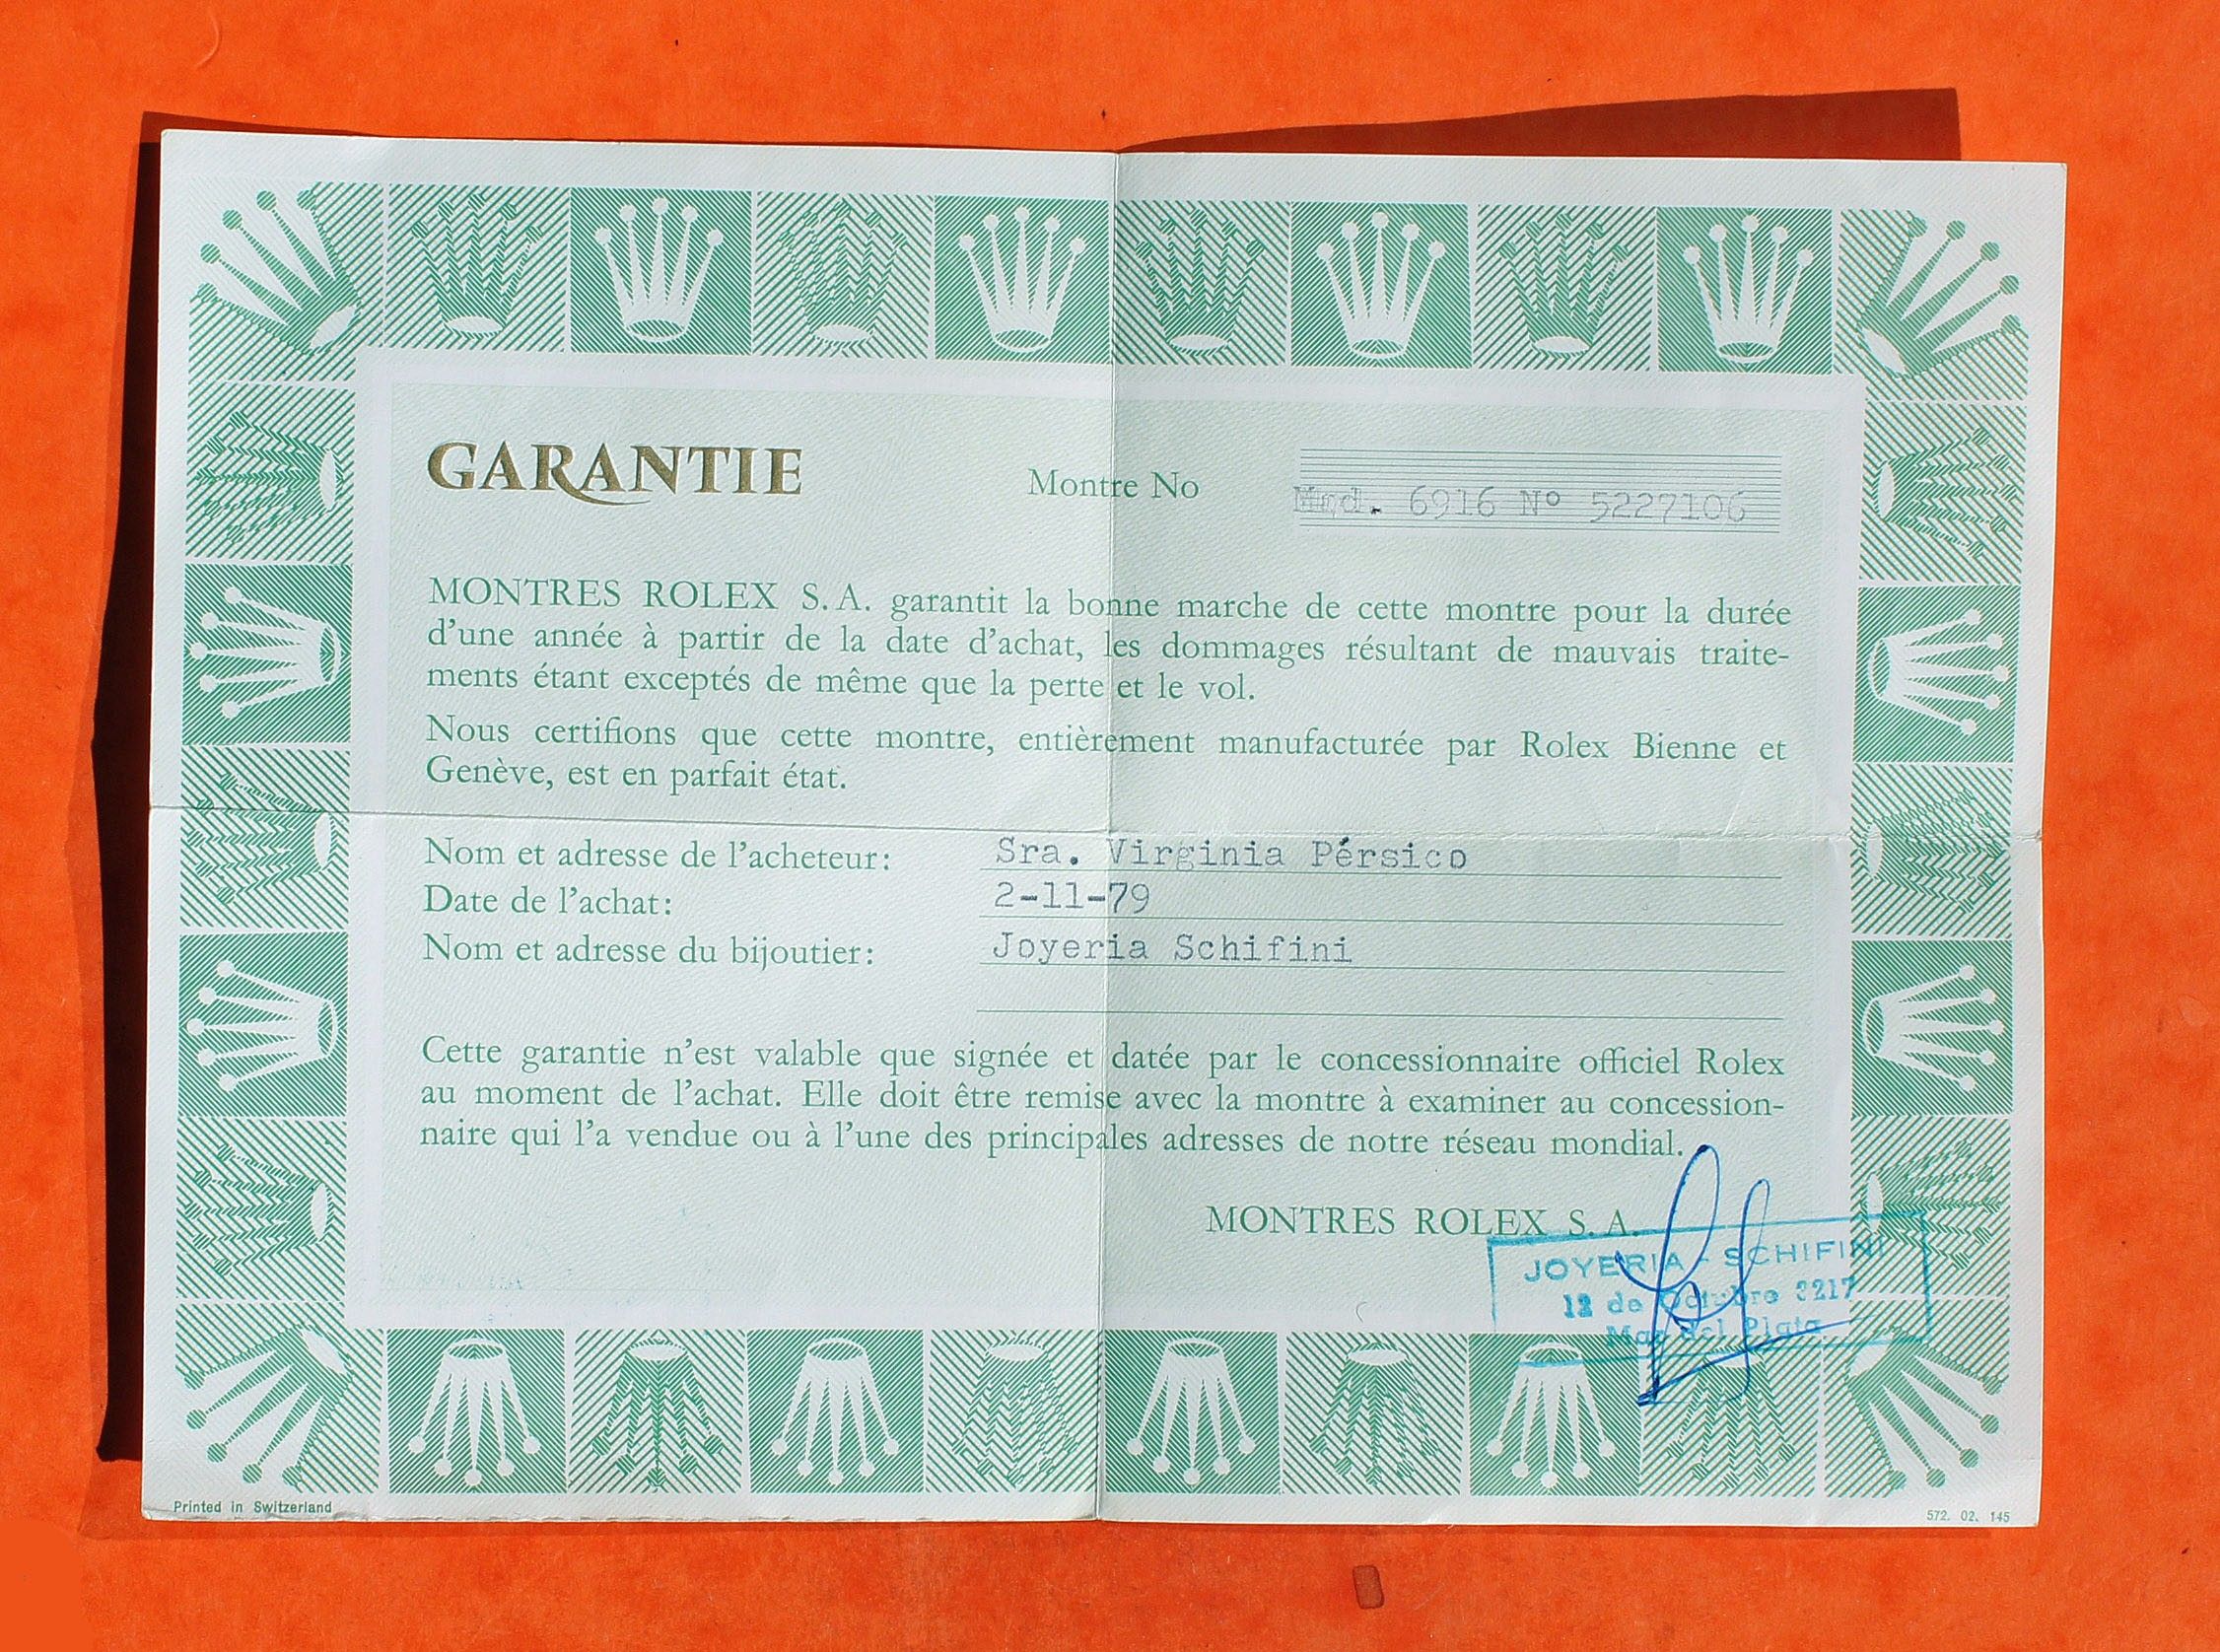 GARANTIE
Montre No Mod. 6916 Nº 5227106
MONTRES ROLEX S.A. garantit la bonne marche de cette montre pour la durée
d'une année à partir de la date d'achat, les dommages résultant de mauvais traite-
ments étant exceptés de même que la perte et le vol.
Nous certifions que cette montre, entièrement manufacturée par Rolex Bienne et
Genève, est en parfait état.
Nom et adresse de l'acheteur: Sra. Virginia Pérsico
Date de l'achat: 2-11-79
Nom et adresse du bijoutier: Joyeria Schifini
Cette garantie n'est valable que signée et datée par le concessionnaire officiel Rolex
au moment de l'achat. Elle doit être remise avec la montre à examiner au concession-
naire qui l'a vendue ou à l'une des principales adresses de notre réseau mondial.
MONTRES ROLEX S. A.
JOYERIA - SCHIFINI
12 de Octubre 3217
Mar del Plata
Printed in Switzerland
572. 02. 145